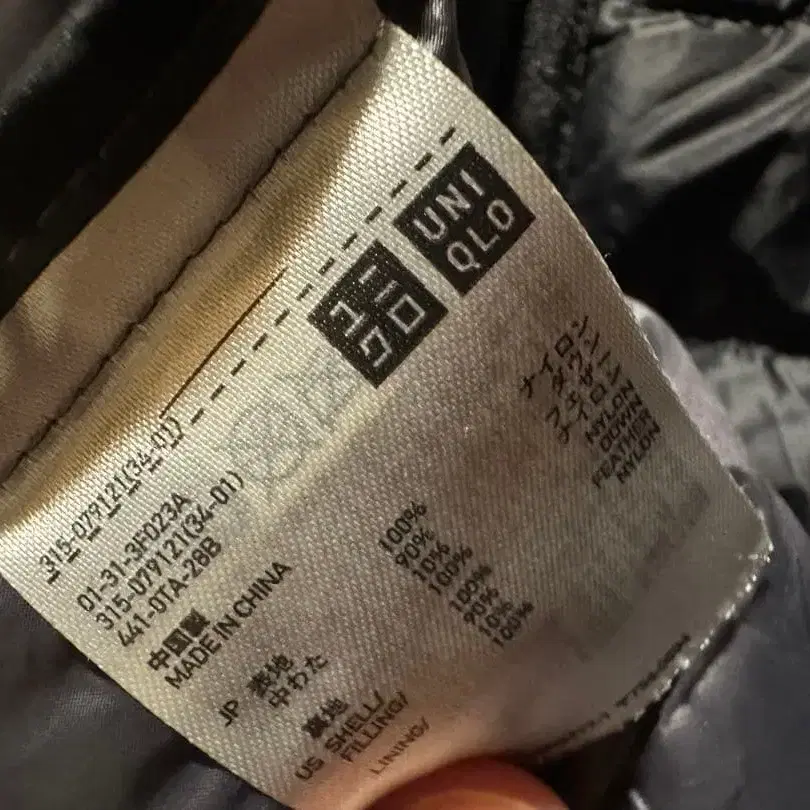 ユニクロ
UNIQLO
315-079121(34-01)
01-31-3F023A
315-079121(34-01)
441-0TA-28B
中国製
MADE IN CHINA
JP 表地 100% ナイロン
中わた 90% ダウン
10% フェザー
裏地 100% ナイロン
US SHELL/ 100% NYLON
FILLING/ 90% DOWN
10% FEATHER
LINING/ 100% NYLON